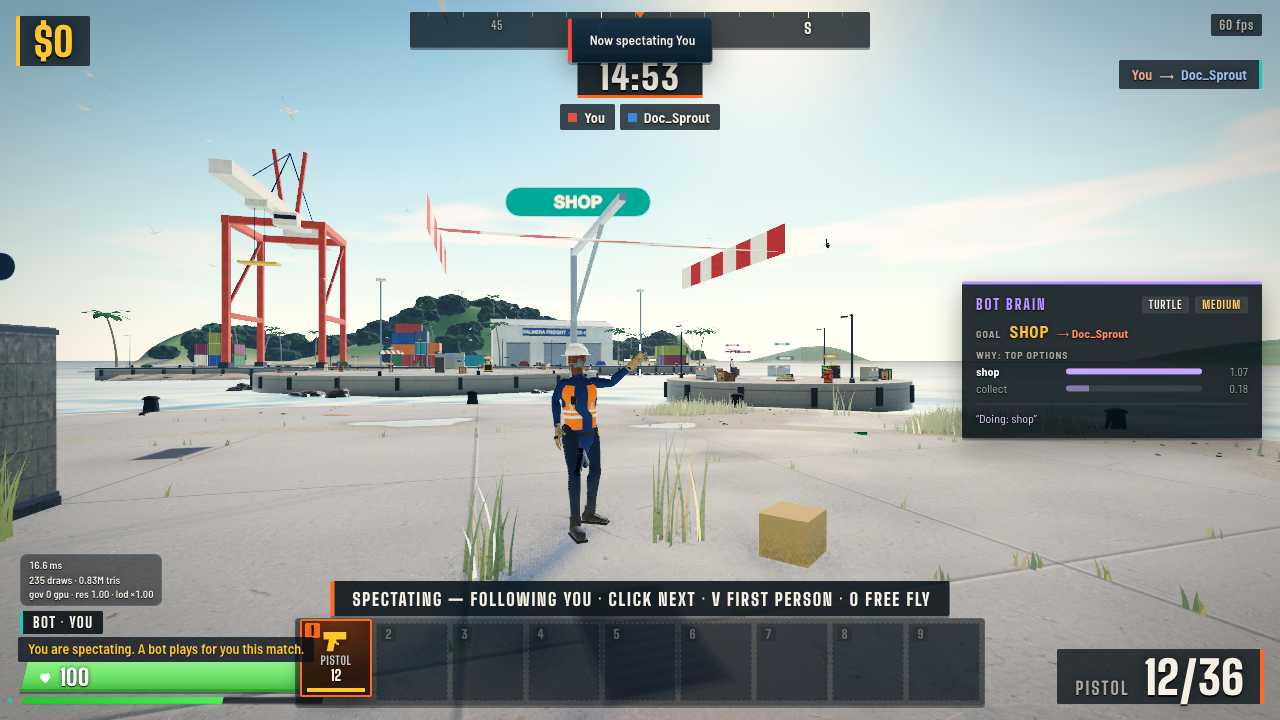 $0
45
S
Now spectating You
14:53
60 fps
You → Doc_Sprout
You
Doc_Sprout
SHOP
PALMERA FREIGHT
BOT BRAIN
TURTLE
MEDIUM
GOAL SHOP →Doc_Sprout
WHY: TOP OPTIONS
shop 1.07
collect 0.18
"Doing: shop"
16.6 ms
235 draws · 0.83M tris
gov 0 gpu · res 1.00 · lod ×1.00
SPECTATING — FOLLOWING YOU · CLICK NEXT · V FIRST PERSON · O FREE FLY
BOT · YOU
You are spectating. A bot plays for you this match.
100
1 2 3 4 5 6 7 8 9
PISTOL
12
PISTOL 12/36